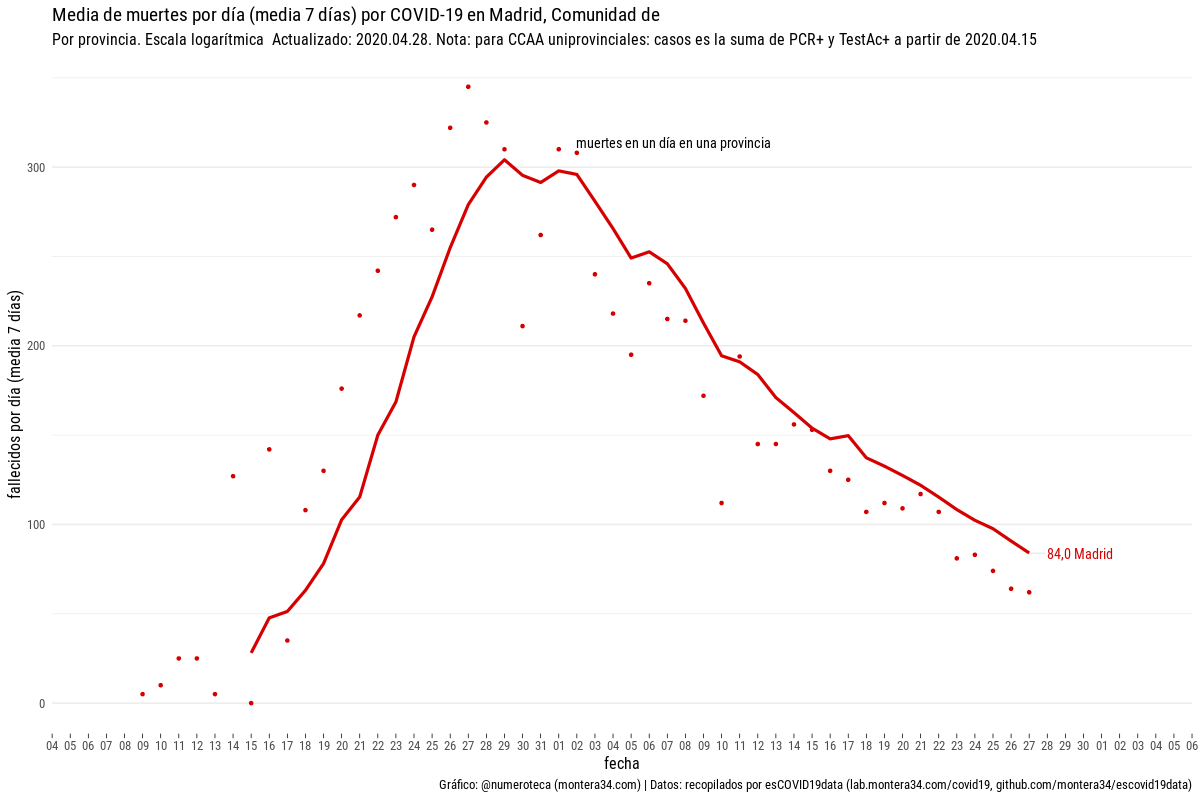 Media de muertes por día (media 7 días) por COVID-19 en Madrid, Comunidad de
Por provincia. Escala logarítmica  Actualizado: 2020.04.28. Nota: para CCAA uniprovinciales: casos es la suma de PCR+ y TestAc+ a partir de 2020.04.15
muertes en un día en una provincia
300
200
100
0
fallecidos por día (media 7 días)
84,0 Madrid
04 05 06 07 08 09 10 11 12 13 14 15 16 17 18 19 20 21 22 23 24 25 26 27 28 29 30 31 01 02 03 04 05 06 07 08 09 10 11 12 13 14 15 16 17 18 19 20 21 22 23 24 25 26 27 28 29 30 01 02 03 04 05 06
fecha
Gráfico: @numeroteca (montera34.com) | Datos: recopilados por esCOVID19data (lab.montera34.com/covid19, github.com/montera34/escovid19data)